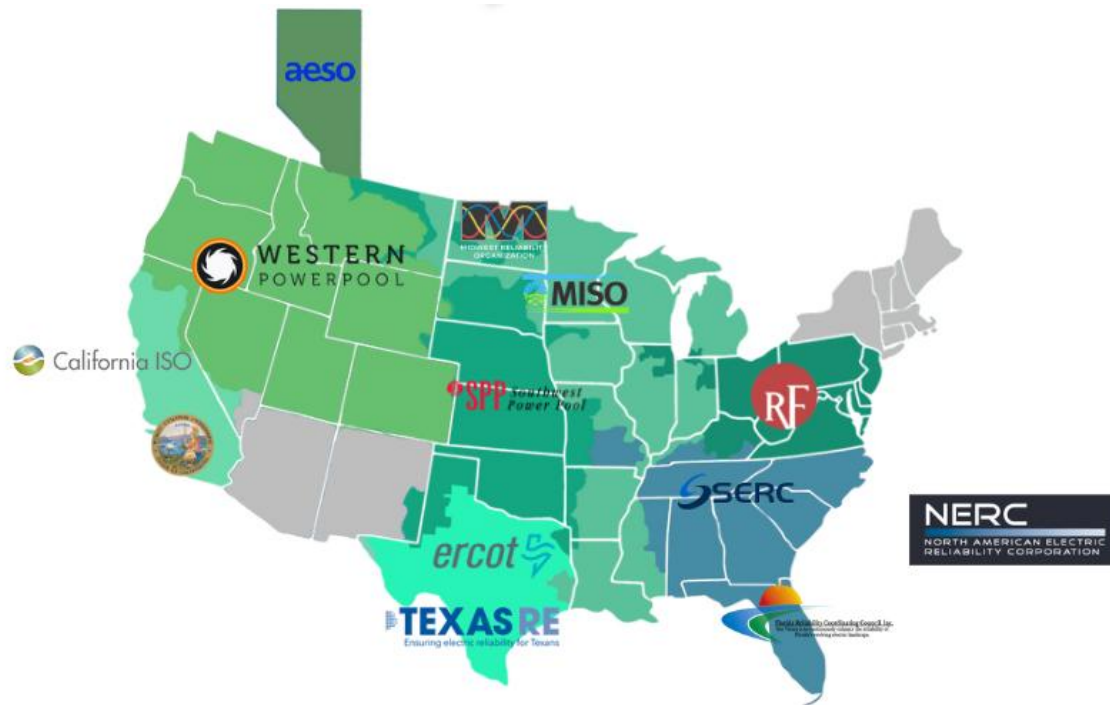 aeso
MIDWEST RELIABILITY
ORGANIZATION
WESTERN
POWERPOOL
MISO
California ISO
SPP Southwest
Power Pool
RF
SERC
NERC
NORTH AMERICAN ELECTRIC
RELIABILITY CORPORATION
ercot
TEXAS RE
Ensuring electric reliability for Texans
Florida Reliability Coordinating Council, Inc.